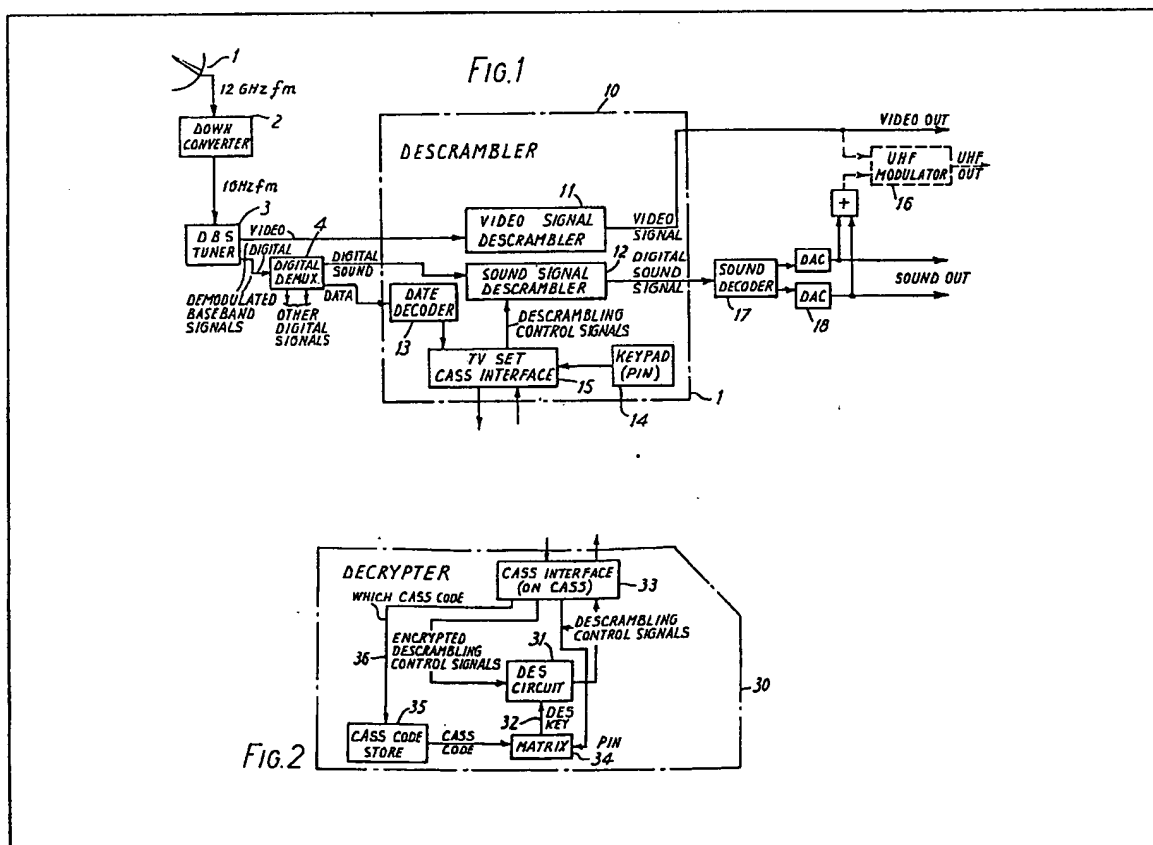 FIG.1
1
12 GHz fm
2
DOWN
CONVERTER
1GHz fm
3
D.B.S
TUNER
VIDEO
DIGITAL
4
DIGITAL
DEMUX.
DEMODULATED
BASEBAND
SIGNALS
OTHER
DIGITAL
SIGNALS
DIGITAL
SOUND
DATA
10
DESCRAMBLER
11
VIDEO SIGNAL
DESCRAMBLER
VIDEO
SIGNAL
12
SOUND SIGNAL
DESCRAMBLER
DIGITAL
SOUND
SIGNAL
DATE
DECODER
13
DESCRAMBLING
CONTROL SIGNALS
TV SET
CASS INTERFACE
15
KEYPAD
(PIN)
14
1
VIDEO OUT
UHF
MODULATOR
16
UHF
OUT
+
SOUND
DECODER
17
DAC
DAC
18
SOUND OUT
DECRYPTER
CASS INTERFACE
(ON CASS)
33
WHICH CASS CODE
36
ENCRYPTED
DESCRAMBLING
CONTROL SIGNALS
DESCRAMBLING
CONTROL SIGNALS
31
DES
CIRCUIT
30
32
DES
KEY
35
CASS CODE
STORE
CASS
CODE
MATRIX
34
PIN
FIG.2